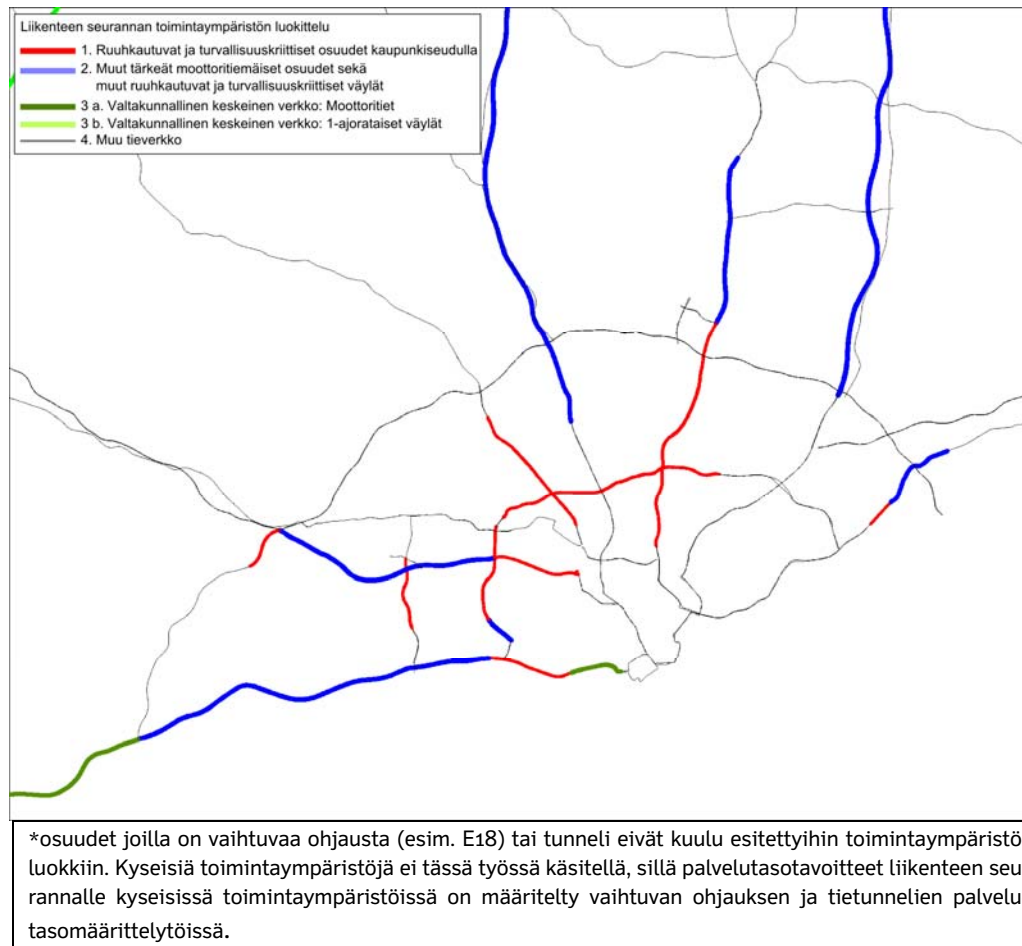 Liikenteen seurannan toimintaympäristön luokittelu
1. Ruuhkautuvat ja turvallisuuskriittiset osuudet kaupunkiseudulla
2. Muut tärkeät moottoritiemäiset osuudet sekä
muut ruuhkautuvat ja turvallisuuskriittiset väylät
3 a. Valtakunnallinen keskeinen verkko: Moottoritiet
3 b. Valtakunnallinen keskeinen verkko: 1-ajorataiset väylät
4. Muu tieverkko
*osuudet joilla on vaihtuvaa ohjausta (esim. E18) tai tunneli eivät kuulu esitettyihin toimintaympäristö
luokkiin. Kyseisiä toimintaympäristöjä ei tässä työssä käsitellä, sillä palvelutasotavoitteet liikenteen seu
rannalle kyseisissä toimintaympäristöissä on määritelty vaihtuvan ohjauksen ja tietunnelien palvelu
tasomäärittelytöissä.